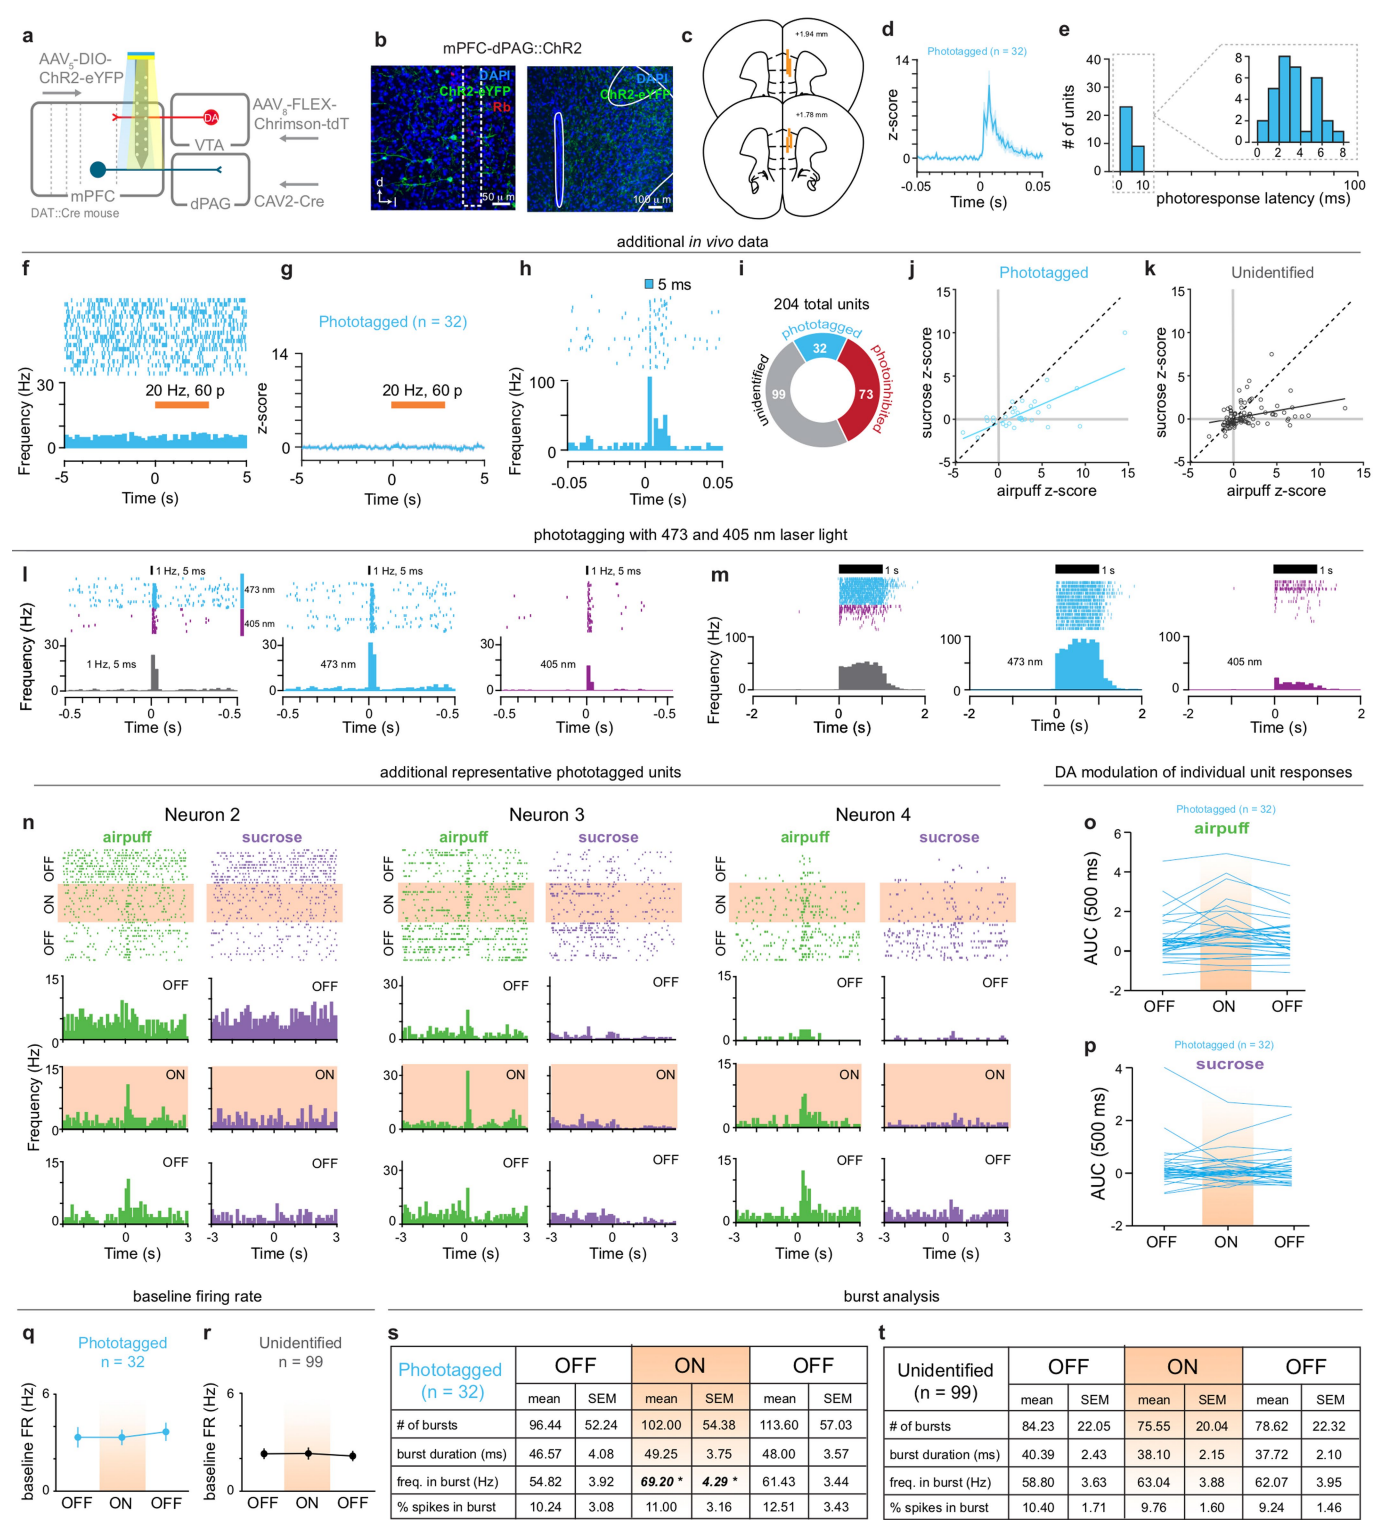 a
AAV5-DIO-
ChR2-eYFP
AAV8-FLEX-
Chrimson-tdT
DA
VTA
mPFC
dPAG
CAV2-Cre
DAT::Cre mouse
b
mPFC-dPAG::ChR2
DAPI
ChR2-eYFP
Rb
d
l
50 μm
DAPI
ChR2-eYFP
100 μm
c
+1.94 mm
+1.78 mm
d
Phototagged (n = 32)
14
0
z-score
-0.05 0 0.05
Time (s)
e
# of units
40
30
20
10
0
0 10 100
photoresponse latency (ms)
8
6
4
2
0
0 2 4 6 8
additional in vivo data
f
Frequency (Hz)
30
0
20 Hz, 60 p
-5 0 5
Time (s)
g
Phototagged (n = 32)
z-score
14
0
20 Hz, 60 p
-5 0 5
Time (s)
h
5 ms
Frequency (Hz)
100
0
-0.05 0 0.05
Time (s)
i
204 total units
phototagged
32
photoinhibited
73
unidentified
99
j
Phototagged
sucrose z-score
15
10
5
0
-5
-5 0 5 10 15
airpuff z-score
k
Unidentified
sucrose z-score
15
10
5
0
-5
-5 0 5 10 15
airpuff z-score
phototagging with 473 and 405 nm laser light
l
1 Hz, 5 ms
473 nm
405 nm
Frequency (Hz)
30
0
1 Hz, 5 ms
-0.5 0 -0.5
Time (s)
1 Hz, 5 ms
30
0
473 nm
-0.5 0 -0.5
Time (s)
1 Hz, 5 ms
30
0
405 nm
-0.5 0 -0.5
Time (s)
m
1 s
Frequency (Hz)
100
0
-2 0 2
Time (s)
1 s
100
0
473 nm
-2 0 2
Time (s)
1 s
100
0
405 nm
-2 0 2
Time (s)
additional representative phototagged units
DA modulation of individual unit responses
n
Neuron 2
Neuron 3
Neuron 4
airpuff sucrose airpuff sucrose airpuff sucrose
OFF OFF OFF
ON ON ON
OFF OFF OFF
Frequency (Hz)
15 OFF OFF 30 OFF OFF 15 OFF OFF
0 0 0
15 ON ON 30 ON ON 15 ON ON
0 0 0
15 OFF OFF 30 OFF OFF 15 OFF OFF
0 0 0
0 3 -3 0 3 -3 0 3 -3 0 3 -3 0 3 -3 0 3
Time (s) Time (s) Time (s) Time (s) Time (s) Time (s)
o
Phototagged (n = 32)
airpuff
AUC (500 ms)
6
4
2
0
-2
OFF ON OFF
p
Phototagged (n = 32)
sucrose
AUC (500 ms)
4
2
0
-2
OFF ON OFF
baseline firing rate
burst analysis
q
Phototagged
n = 32
baseline FR (Hz)
6
0
OFF ON OFF
r
Unidentified
n = 99
baseline FR (Hz)
6
0
OFF ON OFF
s
Phototagged
(n = 32)
OFF ON OFF
mean SEM mean SEM mean SEM
# of bursts 96.44 52.24 102.00 54.38 113.60 57.03
burst duration (ms) 46.57 4.08 49.25 3.75 48.00 3.57
freq. in burst (Hz) 54.82 3.92 69.20 * 4.29 * 61.43 3.44
% spikes in burst 10.24 3.08 11.00 3.16 12.51 3.43
t
Unidentified
(n = 99)
OFF ON OFF
mean SEM mean SEM mean SEM
# of bursts 84.23 22.05 75.55 20.04 78.62 22.32
burst duration (ms) 40.39 2.43 38.10 2.15 37.72 2.10
freq. in burst (Hz) 58.80 3.63 63.04 3.88 62.07 3.95
% spikes in burst 10.40 1.71 9.76 1.60 9.24 1.46